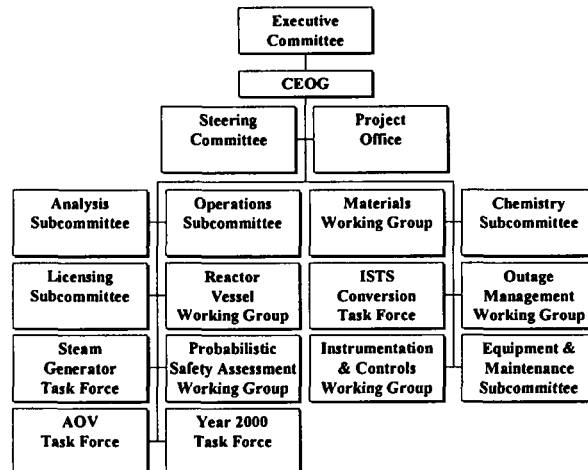 Executive
Committee
CEOG
Steering
Committee
Project
Office
Analysis
Subcommittee
Operations
Subcommittee
Materials
Working Group
Chemistry
Subcommittee
Licensing
Subcommittee
Reactor
Vessel
Working Group
ISTS
Conversion
Task Force
Outage
Management
Working Group
Steam
Generator
Task Force
Probabilistic
Safety Assessment
Working Group
Instrumentation
& Controls
Working Group
Equipment &
Maintenance
Subcommittee
AOV
Task Force
Year 2000
Task Force